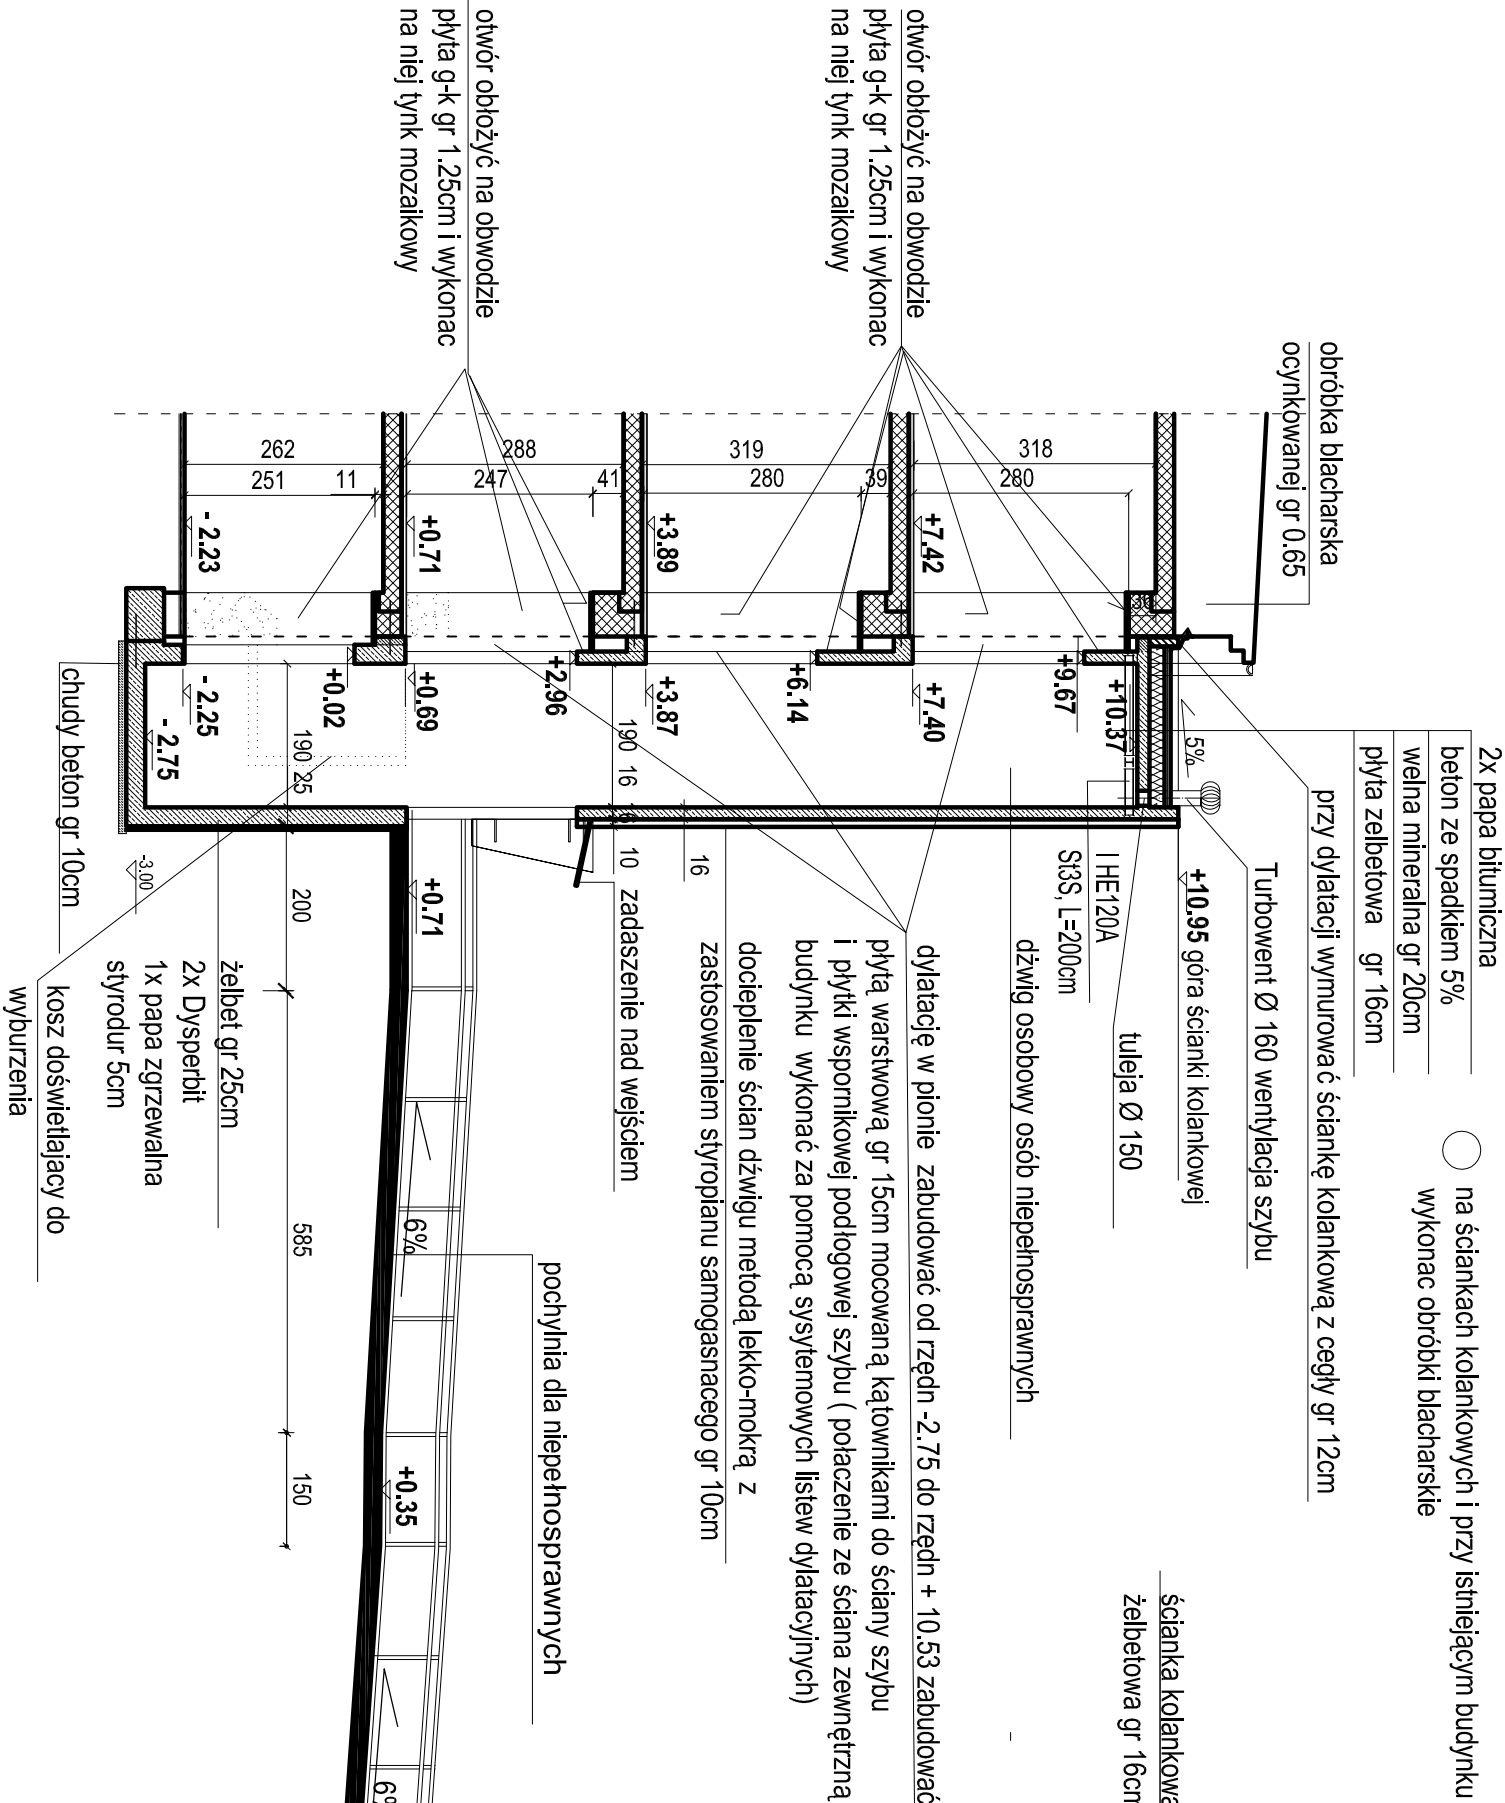 2x papa bitumiczna
beton ze spadkiem 5%
wełna mineralna gr 20cm
płyta zelbetowa gr 16cm
na ściankach kolankowych i przy istniejącym budynku
wykonac obróbki blacharskie
przy dylatacji wymurować ściankę kolankową z cegły gr 12cm
obróbka blacharska
ocynkowanej gr 0.65
Turbowent Ø 160 wentylacja szybu
5%
+10.95 góra ścianki kolankowej
ścianka kolankowa
żelbetowa gr 16cm
tuleja Ø 150
I HE120A
St3S, L=200cm
dźwig osobowy osób niepełnosprawnych
otwór obłożyć na obwodzie
płyta g-k gr 1.25cm i wykonac
na niej tynk mozaikowy
dylatację w pionie zabudować od rzędn -2.75 do rzędn + 10.53 zabudować
płytą warstwową gr 15cm mocowaną kątownikami do ściany szybu
i płytki wspornikowej podłogowej szybu ( połaczenie ze ściana zewnętrzną
budynku wykonać za pomocą sysytemowych listew dylatacyjnych)
docieplenie ścian dźwigu metodą lekko-mokrą z
zastosowaniem styropianu samogasnacego gr 10cm
zadaszenie nad wejściem
otwór obłożyć na obwodzie
płyta g-k gr 1.25cm i wykonac
na niej tynk mozaikowy
pochylnia dla niepełnosprawnych
318
280
+7.42
+9.67
+10.37
+7.40
319
280
39
+3.89
+6.14
+3.87
288
247
41
+0.71
+2.96
+0.69
190
16
10
16
262
251
11
- 2.23
+0.02
- 2.25
- 2.75
190
25
200
585
150
+0.71
6%
+0.35
-3.00
żelbet gr 25cm
2x Dysperbit
1x papa zgrzewalna
styrodur 5cm
chudy beton gr 10cm
kosz doświetlajacy do
wyburzenia